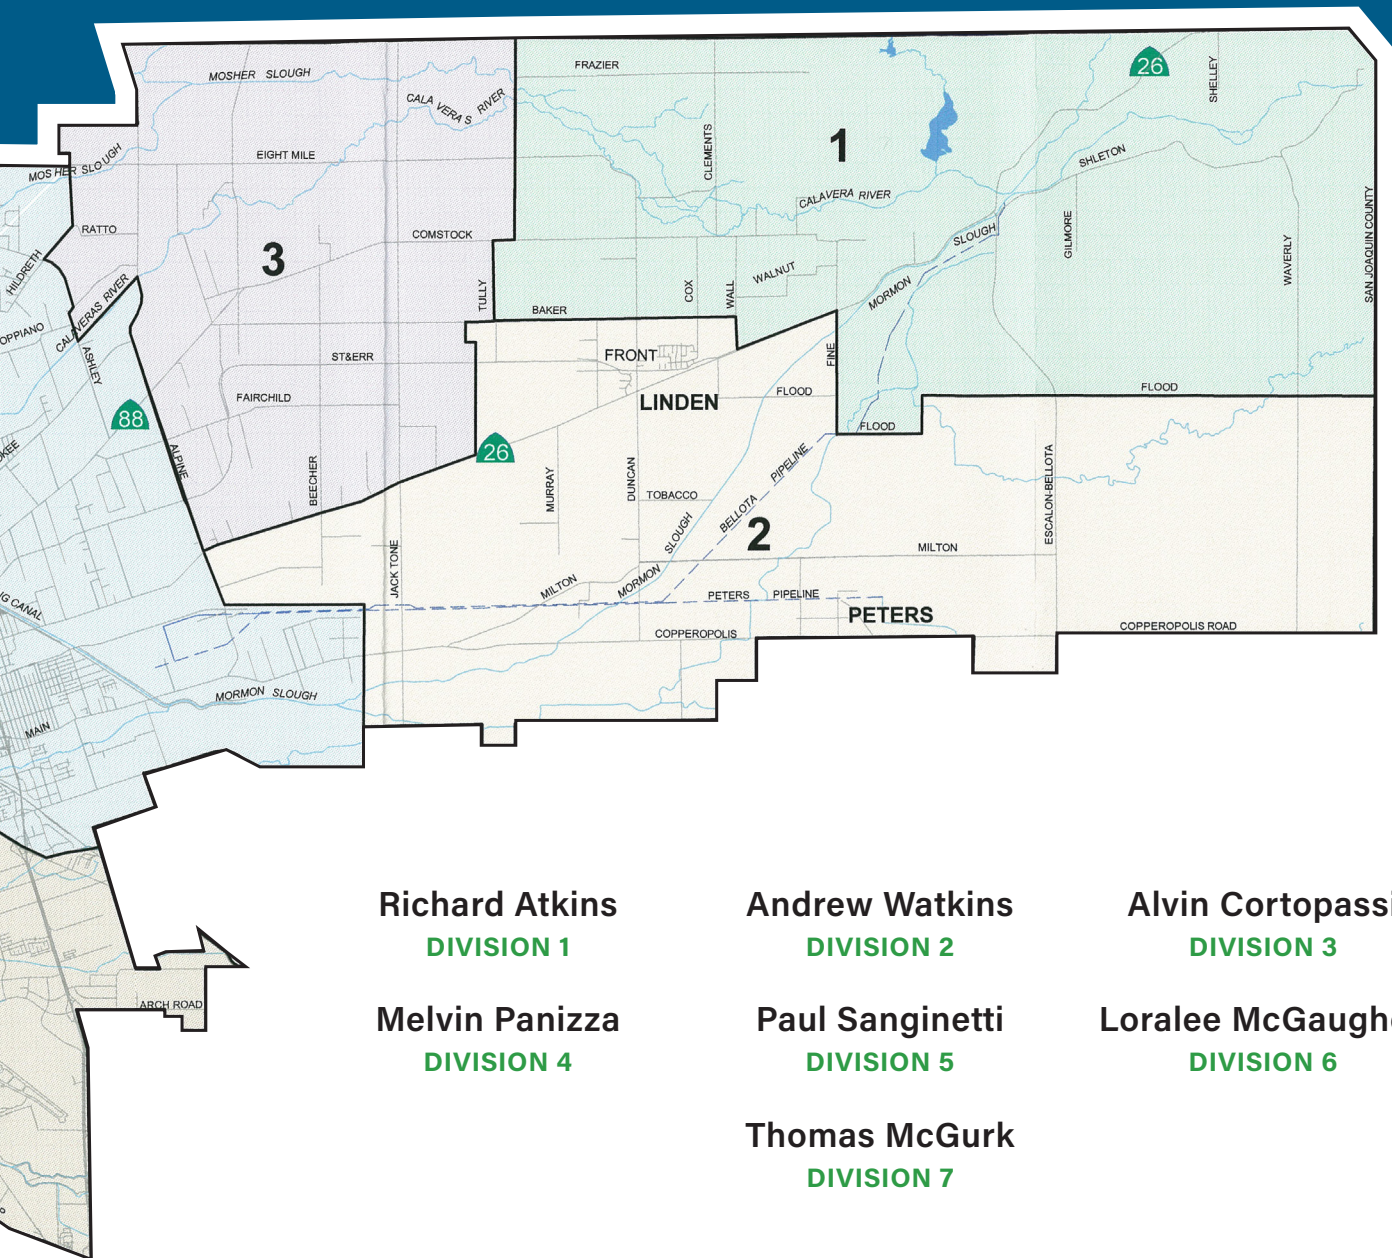 FRAZIER
26
SHELLEY
MOSHER SLOUGH
CALAVERAS RIVER
CLEMENTS
1
EIGHT MILE
MOSHER SLOUGH
SHLETON
CALAVERA RIVER
SAN JOAQUIN COUNTY
RATTO
COMSTOCK
SLOUGH
GILMORE
WAVERLY
HILDRETH
3
WALNUT
TULLY
COX
WALL
MORMON
CALAVERAS RIVER
BAKER
OPPIANO
ASHLEY
ST&ERR
FRONT
FINE
FLOOD
FLOOD
FAIRCHILD
LINDEN
88
FLOOD
26
ALPINE
BEECHER
MURRAY
DUNCAN
TOBACCO
BELLOTA PIPELINE
ESCALON-BELLOTA
SLOUGH
2
MILTON
JACK TONE
MILTON
MORMON
PETERS PIPELINE
PETERS
COPPEROPOLIS
COPPEROPOLIS ROAD
G CANAL
MORMON SLOUGH
MAIN
ARCH ROAD
Richard Atkins
DIVISION 1
Andrew Watkins
DIVISION 2
Alvin Cortopassi
DIVISION 3
Melvin Panizza
DIVISION 4
Paul Sanginetti
DIVISION 5
Loralee McGaugh
DIVISION 6
Thomas McGurk
DIVISION 7